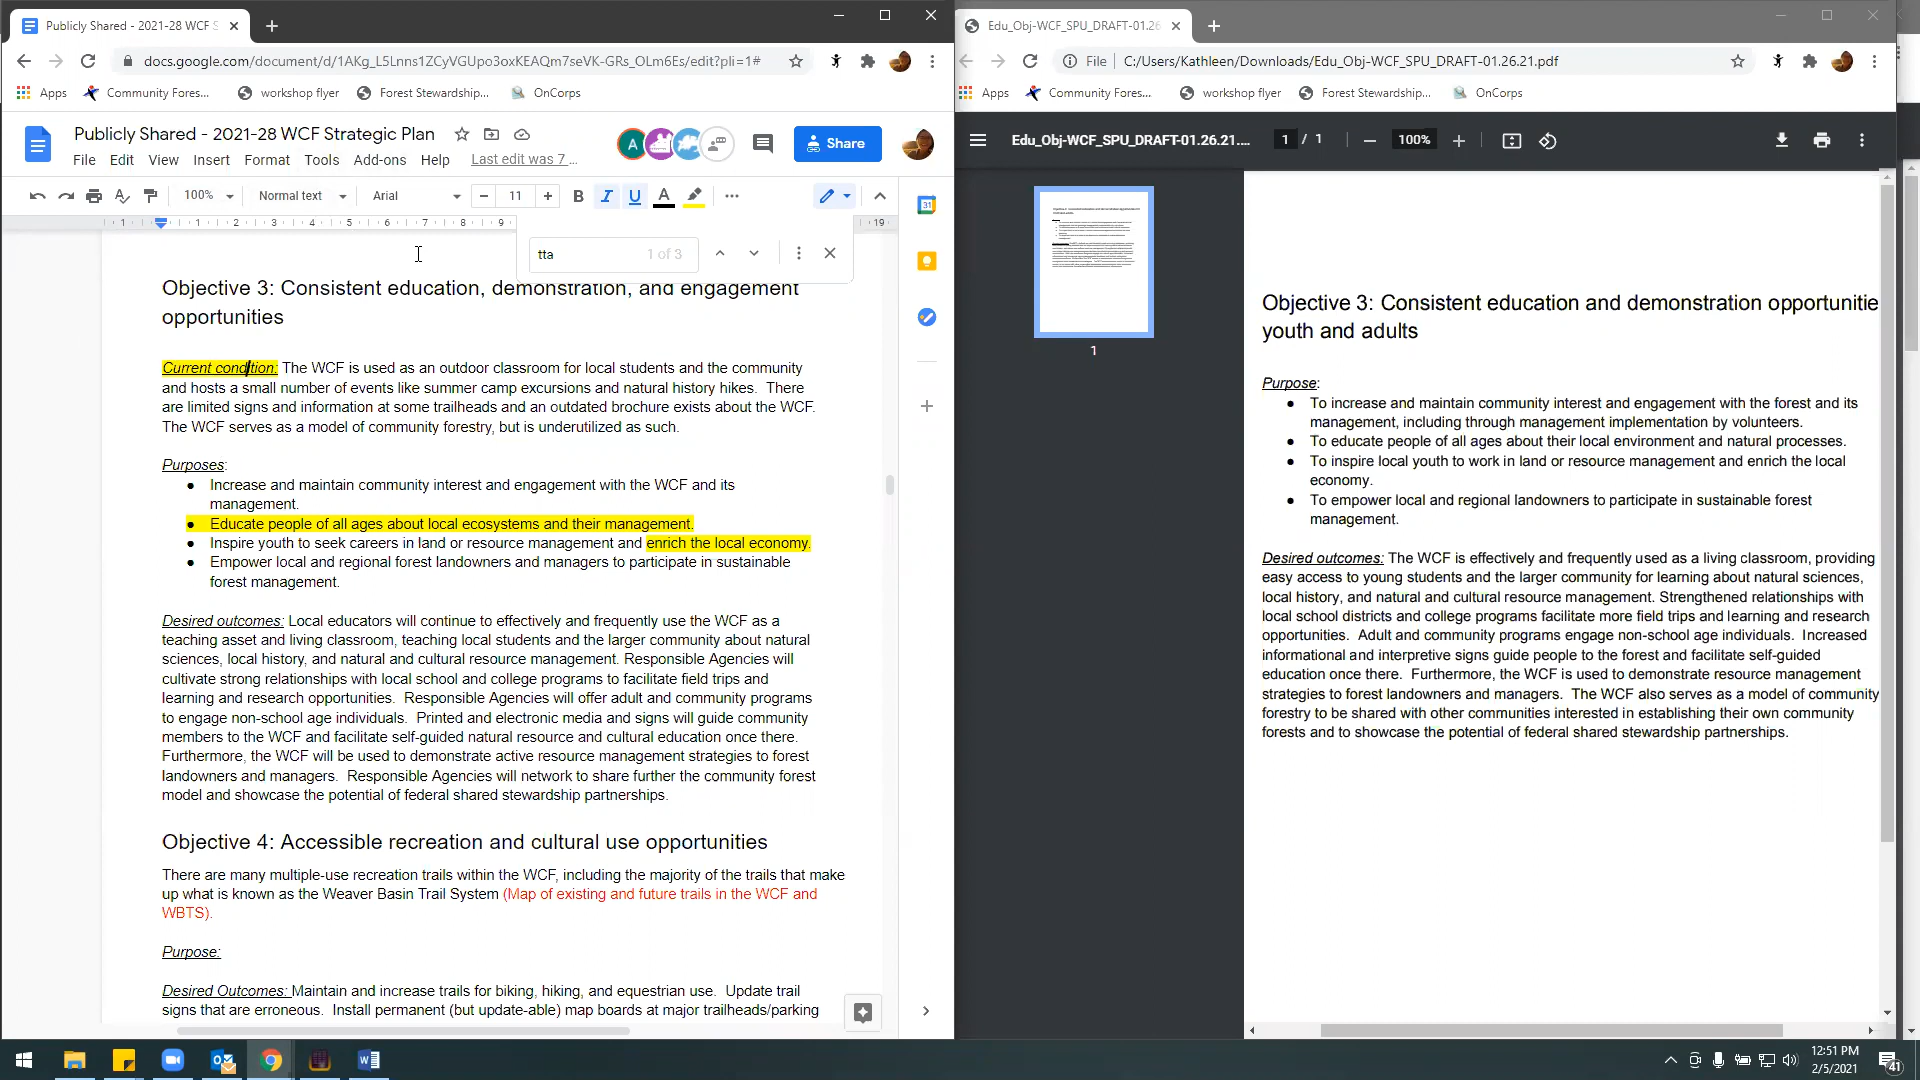 Publicly Shared - 2021-28 WCF S
docs.google.com/document/d/1AKg_L5Lnns1ZCyVGUpo3oxKEAQm7seVK-GRs_OLm6Es/edit?pli=1#
Apps Community Fores... workshop flyer Forest Stewardship... OnCorps
Publicly Shared - 2021-28 WCF Strategic Plan
A
Share
File Edit View Insert Format Tools Add-ons Help Last edit was 7 ...
100% Normal text Arial 11 B I U A
31
1 1 2 3 4 5 6 7 8 9 19
tta 1 of 3
Objective 3: Consistent education, demonstration, and engagement
opportunities
Current condition: The WCF is used as an outdoor classroom for local students and the community
and hosts a small number of events like summer camp excursions and natural history hikes. There
are limited signs and information at some trailheads and an outdated brochure exists about the WCF.
The WCF serves as a model of community forestry, but is underutilized as such.
Purposes:
● Increase and maintain community interest and engagement with the WCF and its
management.
● Educate people of all ages about local ecosystems and their management.
● Inspire youth to seek careers in land or resource management and enrich the local economy.
● Empower local and regional forest landowners and managers to participate in sustainable
forest management.
Desired outcomes: Local educators will continue to effectively and frequently use the WCF as a
teaching asset and living classroom, teaching local students and the larger community about natural
sciences, local history, and natural and cultural resource management. Responsible Agencies will
cultivate strong relationships with local school and college programs to facilitate field trips and
learning and research opportunities. Responsible Agencies will offer adult and community programs
to engage non-school age individuals. Printed and electronic media and signs will guide community
members to the WCF and facilitate self-guided natural resource and cultural education once there.
Furthermore, the WCF will be used to demonstrate active resource management strategies to forest
landowners and managers. Responsible Agencies will network to share further the community forest
model and showcase the potential of federal shared stewardship partnerships.
Objective 4: Accessible recreation and cultural use opportunities
There are many multiple-use recreation trails within the WCF, including the majority of the trails that make
up what is known as the Weaver Basin Trail System (Map of existing and future trails in the WCF and
WBTS).
Purpose:
Desired Outcomes: Maintain and increase trails for biking, hiking, and equestrian use. Update trail
signs that are erroneous. Install permanent (but update-able) map boards at major trailheads/parking
Edu_Obj-WCF_SPU_DRAFT-01.26
File C:/Users/Kathleen/Downloads/Edu_Obj-WCF_SPU_DRAFT-01.26.21.pdf
Apps Community Fores... workshop flyer Forest Stewardship... OnCorps
Edu_Obj-WCF_SPU_DRAFT-01.26.21.... 1 / 1 100%
1
Objective 3: Consistent education and demonstration opportunitie
youth and adults
Purpose:
● To increase and maintain community interest and engagement with the forest and its
management, including through management implementation by volunteers.
● To educate people of all ages about their local environment and natural processes.
● To inspire local youth to work in land or resource management and enrich the local
economy.
● To empower local and regional landowners to participate in sustainable forest
management.
Desired outcomes: The WCF is effectively and frequently used as a living classroom, providing
easy access to young students and the larger community for learning about natural sciences,
local history, and natural and cultural resource management. Strengthened relationships with
local school districts and college programs facilitate more field trips and learning and research
opportunities. Adult and community programs engage non-school age individuals. Increased
informational and interpretive signs guide people to the forest and facilitate self-guided
education once there. Furthermore, the WCF is used to demonstrate resource management
strategies to forest landowners and managers. The WCF also serves as a model of community
forestry to be shared with other communities interested in establishing their own community
forests and to showcase the potential of federal shared stewardship partnerships.
12:51 PM
2/5/2021
41